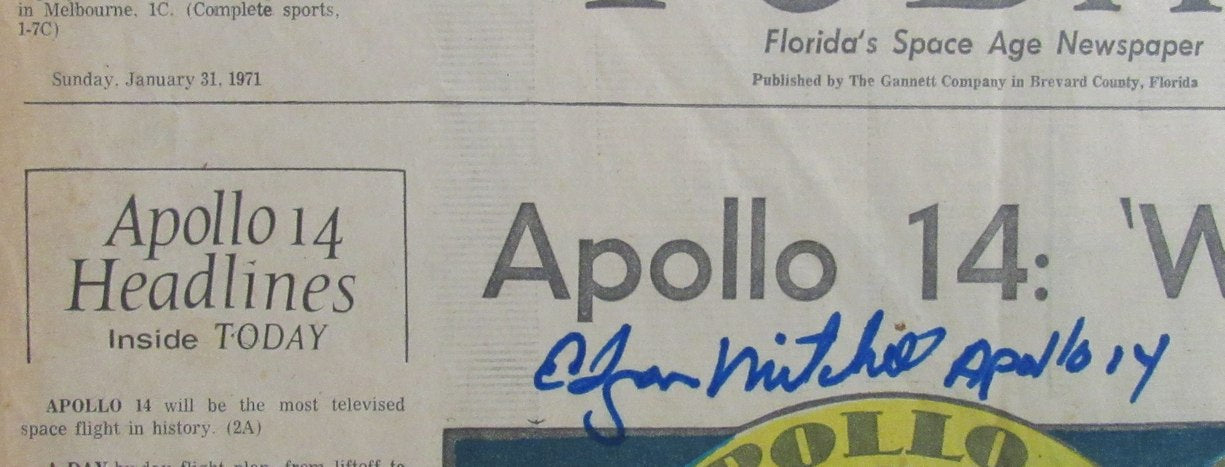 in Melbourne, 1C. (Complete sports,
1-7C)
Sunday, January 31, 1971
Florida's Space Age Newspaper
Published by The Gannett Company in Brevard County, Florida
Apollo 14
Headlines
Inside TODAY
APOLLO 14 will be the most televised
space flight in history. (2A)
Apollo 14: 'W
Edgar Mitchell Apollo 14
APOLLO